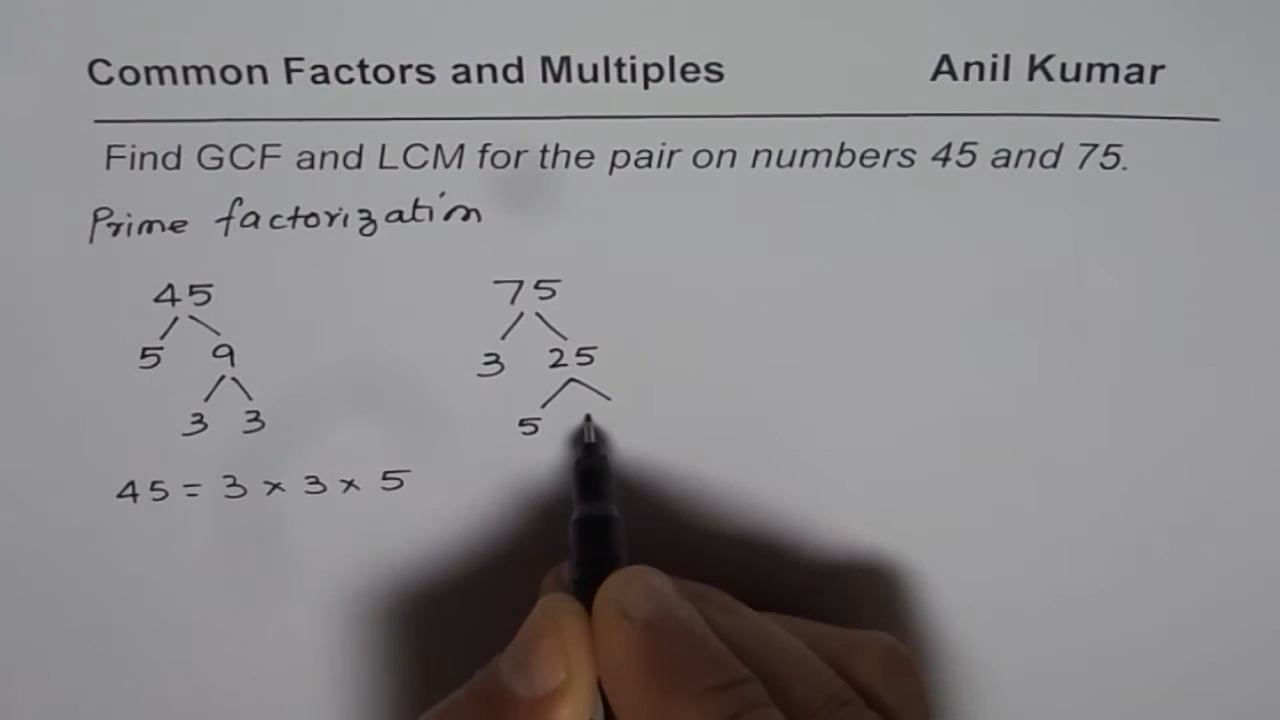 Common Factors and Multiples Anil Kumar
Find GCF and LCM for the pair on numbers 45 and 75.
Prime factorization
45 75
5 9 3 25
3 3 5
45 = 3 × 3 × 5